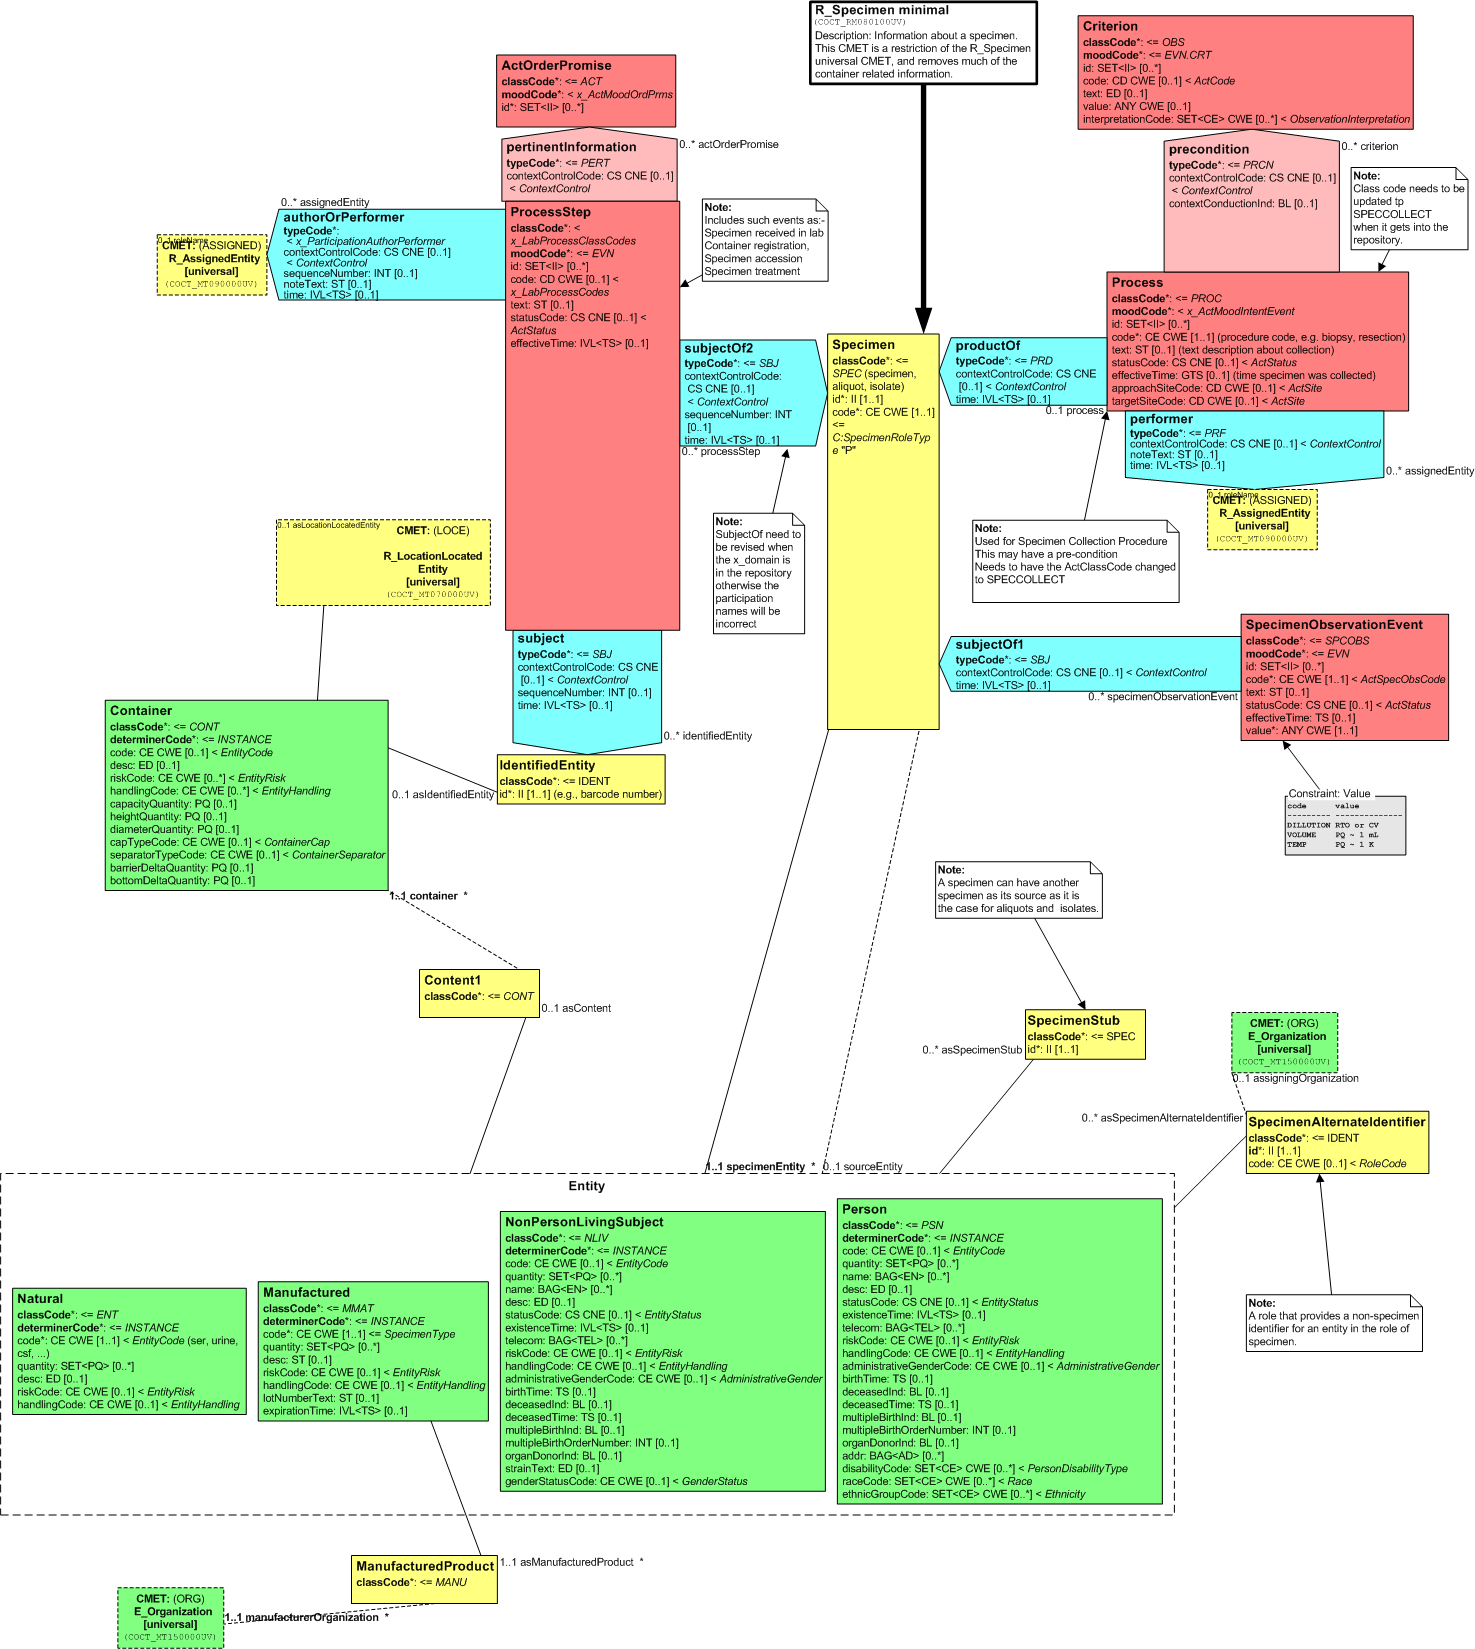 R_Specimen minimal
(COCT_RM080100UV)
Description: Information about a specimen.
This CMET is a restriction of the R_Specimen
universal CMET, and removes much of the
container related information.
Criterion
classCode*: <= OBS
moodCode*: <= EVN.CRT
id: SET<II> [0..*]
code: CD CWE [0..1] < ActCode
text: ED [0..1]
value: ANY CWE [0..1]
interpretationCode: SET<CE> CWE [0..*] < ObservationInterpretation
ActOrderPromise
classCode*: <= ACT
moodCode*: < x_ActMoodOrdPrms
id*: SET<II> [0..*]
0..* actOrderPromise
pertinentInformation
typeCode*: <= PERT
contextControlCode: CS CNE [0..1]
< ContextControl
0..* criterion
precondition
typeCode*: <= PRCN
contextControlCode: CS CNE [0..1]
< ContextControl
contextConductionInd: BL [0..1]
Note:
Class code needs to be
updated tp
SPECCOLLECT
when it gets into the
repository.
0..* assignedEntity
authorOrPerformer
typeCode*:
< x_ParticipationAuthorPerformer
contextControlCode: CS CNE [0..1]
< ContextControl
sequenceNumber: INT [0..1]
noteText: ST [0..1]
time: IVL<TS> [0..1]
0..1 roleName
CMET: (ASSIGNED)
R_AssignedEntity
[universal]
(COCT_MT090000UV)
ProcessStep
classCode*: <
x_LabProcessClassCodes
moodCode*: <= EVN
id: SET<II> [0..*]
code: CD CWE [0..1] <
x_LabProcessCodes
text: ST [0..1]
statusCode: CS CNE [0..1] <
ActStatus
effectiveTime: IVL<TS> [0..1]
Note:
Includes such events as:-
Specimen received in lab
Container registration,
Specimen accession
Specimen treatment
Process
classCode*: <= PROC
moodCode*: < x_ActMoodIntentEvent
id: SET<II> [0..*]
code*: CE CWE [1..1] (procedure code, e.g. biopsy, resection)
text: ST [0..1] (text description about collection)
statusCode: CS CNE [0..1] < ActStatus
effectiveTime: GTS [0..1] (time specimen was collected)
approachSiteCode: CD CWE [0..1] < ActSite
targetSiteCode: CD CWE [0..1] < ActSite
subjectOf2
typeCode*: <= SBJ
contextControlCode:
CS CNE [0..1]
< ContextControl
sequenceNumber: INT
[0..1]
time: IVL<TS> [0..1]
0..* processStep
Specimen
classCode*: <=
SPEC (specimen,
aliquot, isolate)
id*: II [1..1]
code*: CE CWE [1..1]
<=
C:SpecimenRoleTyp
e "P"
productOf
typeCode*: <= PRD
contextControlCode: CS CNE
[0..1] < ContextControl
time: IVL<TS> [0..1]
0..1 process
performer
typeCode*: <= PRF
contextControlCode: CS CNE [0..1] < ContextControl
noteText: ST [0..1]
time: IVL<TS> [0..1]
0..* assignedEntity
0..1 roleName
CMET: (ASSIGNED)
R_AssignedEntity
[universal]
(COCT_MT090000UV)
Note:
SubjectOf need to
be revised when
the x_domain is
in the repository
otherwise the
participation
names will be
incorrect
Note:
Used for Specimen Collection Procedure
This may have a pre-condition
Needs to have the ActClassCode changed
to SPECCOLLECT
0..1 asLocationLocatedEntity
CMET: (LOCE)
R_LocationLocated
Entity
[universal]
(COCT_MT070000UV)
subject
typeCode*: <= SBJ
contextControlCode: CS CNE
[0..1] < ContextControl
sequenceNumber: INT [0..1]
time: IVL<TS> [0..1]
0..* identifiedEntity
subjectOf1
typeCode*: <= SBJ
contextControlCode: CS CNE [0..1] < ContextControl
time: IVL<TS> [0..1]
0..* specimenObservationEvent
SpecimenObservationEvent
classCode*: <= SPCOBS
moodCode*: <= EVN
id: SET<II> [0..*]
code*: CE CWE [1..1] < ActSpecObsCode
text: ST [0..1]
statusCode: CS CNE [0..1] < ActStatus
effectiveTime: TS [0..1]
value*: ANY CWE [1..1]
Container
classCode*: <= CONT
determinerCode*: <= INSTANCE
code: CE CWE [0..1] < EntityCode
desc: ED [0..1]
riskCode: CE CWE [0..*] < EntityRisk
handlingCode: CE CWE [0..*] < EntityHandling
capacityQuantity: PQ [0..1]
heightQuantity: PQ [0..1]
diameterQuantity: PQ [0..1]
capTypeCode: CE CWE [0..1] < ContainerCap
separatorTypeCode: CE CWE [0..1] < ContainerSeparator
barrierDeltaQuantity: PQ [0..1]
bottomDeltaQuantity: PQ [0..1]
IdentifiedEntity
classCode*: <= IDENT
id*: II [1..1] (e.g., barcode number)
0..1 asIdentifiedEntity
Constraint: Value
code value
--------- --------------
DILLUTION RTO or CV
VOLUME PQ ~ 1 mL
TEMP PQ ~ 1 K
1..1 container *
Note:
A specimen can have another
specimen as its source as it is
the case for aliquots and isolates.
Content1
classCode*: <= CONT
0..1 asContent
SpecimenStub
classCode*: <= SPEC
id*: II [1..1]
0..* asSpecimenStub
CMET: (ORG)
E_Organization
[universal]
(COCT_MT150000UV)
0..1 assigningOrganization
0..* asSpecimenAlternateIdentifier
SpecimenAlternateIdentifier
classCode*: <= IDENT
id*: II [1..1]
code: CE CWE [0..1] < RoleCode
1..1 specimenEntity *
0..1 sourceEntity
Entity
Natural
classCode*: <= ENT
determinerCode*: <= INSTANCE
code*: CE CWE [1..1] < EntityCode (ser, urine,
csf, ...)
quantity: SET<PQ> [0..*]
desc: ED [0..1]
riskCode: CE CWE [0..1] < EntityRisk
handlingCode: CE CWE [0..1] < EntityHandling
Manufactured
classCode*: <= MMAT
determinerCode*: <= INSTANCE
code*: CE CWE [1..1] <= SpecimenType
quantity: SET<PQ> [0..*]
desc: ST [0..1]
riskCode: CE CWE [0..1] < EntityRisk
handlingCode: CE CWE [0..1] < EntityHandling
lotNumberText: ST [0..1]
expirationTime: IVL<TS> [0..1]
NonPersonLivingSubject
classCode*: <= NLIV
determinerCode*: <= INSTANCE
code: CE CWE [0..1] < EntityCode
quantity: SET<PQ> [0..*]
name: BAG<EN> [0..*]
desc: ED [0..1]
statusCode: CS CNE [0..1] < EntityStatus
existenceTime: IVL<TS> [0..1]
telecom: BAG<TEL> [0..*]
riskCode: CE CWE [0..1] < EntityRisk
handlingCode: CE CWE [0..1] < EntityHandling
administrativeGenderCode: CE CWE [0..1] < AdministrativeGender
birthTime: TS [0..1]
deceasedInd: BL [0..1]
deceasedTime: TS [0..1]
multipleBirthInd: BL [0..1]
multipleBirthOrderNumber: INT [0..1]
organDonorInd: BL [0..1]
strainText: ED [0..1]
genderStatusCode: CE CWE [0..1] < GenderStatus
Person
classCode*: <= PSN
determinerCode*: <= INSTANCE
code: CE CWE [0..1] < EntityCode
quantity: SET<PQ> [0..*]
name: BAG<EN> [0..*]
desc: ED [0..1]
statusCode: CS CNE [0..1] < EntityStatus
existenceTime: IVL<TS> [0..1]
telecom: BAG<TEL> [0..*]
riskCode: CE CWE [0..1] < EntityRisk
handlingCode: CE CWE [0..1] < EntityHandling
administrativeGenderCode: CE CWE [0..1] < AdministrativeGender
birthTime: TS [0..1]
deceasedInd: BL [0..1]
deceasedTime: TS [0..1]
multipleBirthInd: BL [0..1]
multipleBirthOrderNumber: INT [0..1]
organDonorInd: BL [0..1]
addr: BAG<AD> [0..*]
disabilityCode: SET<CE> CWE [0..*] < PersonDisabilityType
raceCode: SET<CE> CWE [0..*] < Race
ethnicGroupCode: SET<CE> CWE [0..*] < Ethnicity
Note:
A role that provides a non-specimen
identifier for an entity in the role of
specimen.
ManufacturedProduct
classCode*: <= MANU
1..1 asManufacturedProduct *
CMET: (ORG)
E_Organization
[universal]
(COCT_MT150000UV)
1..1 manufacturerOrganization *